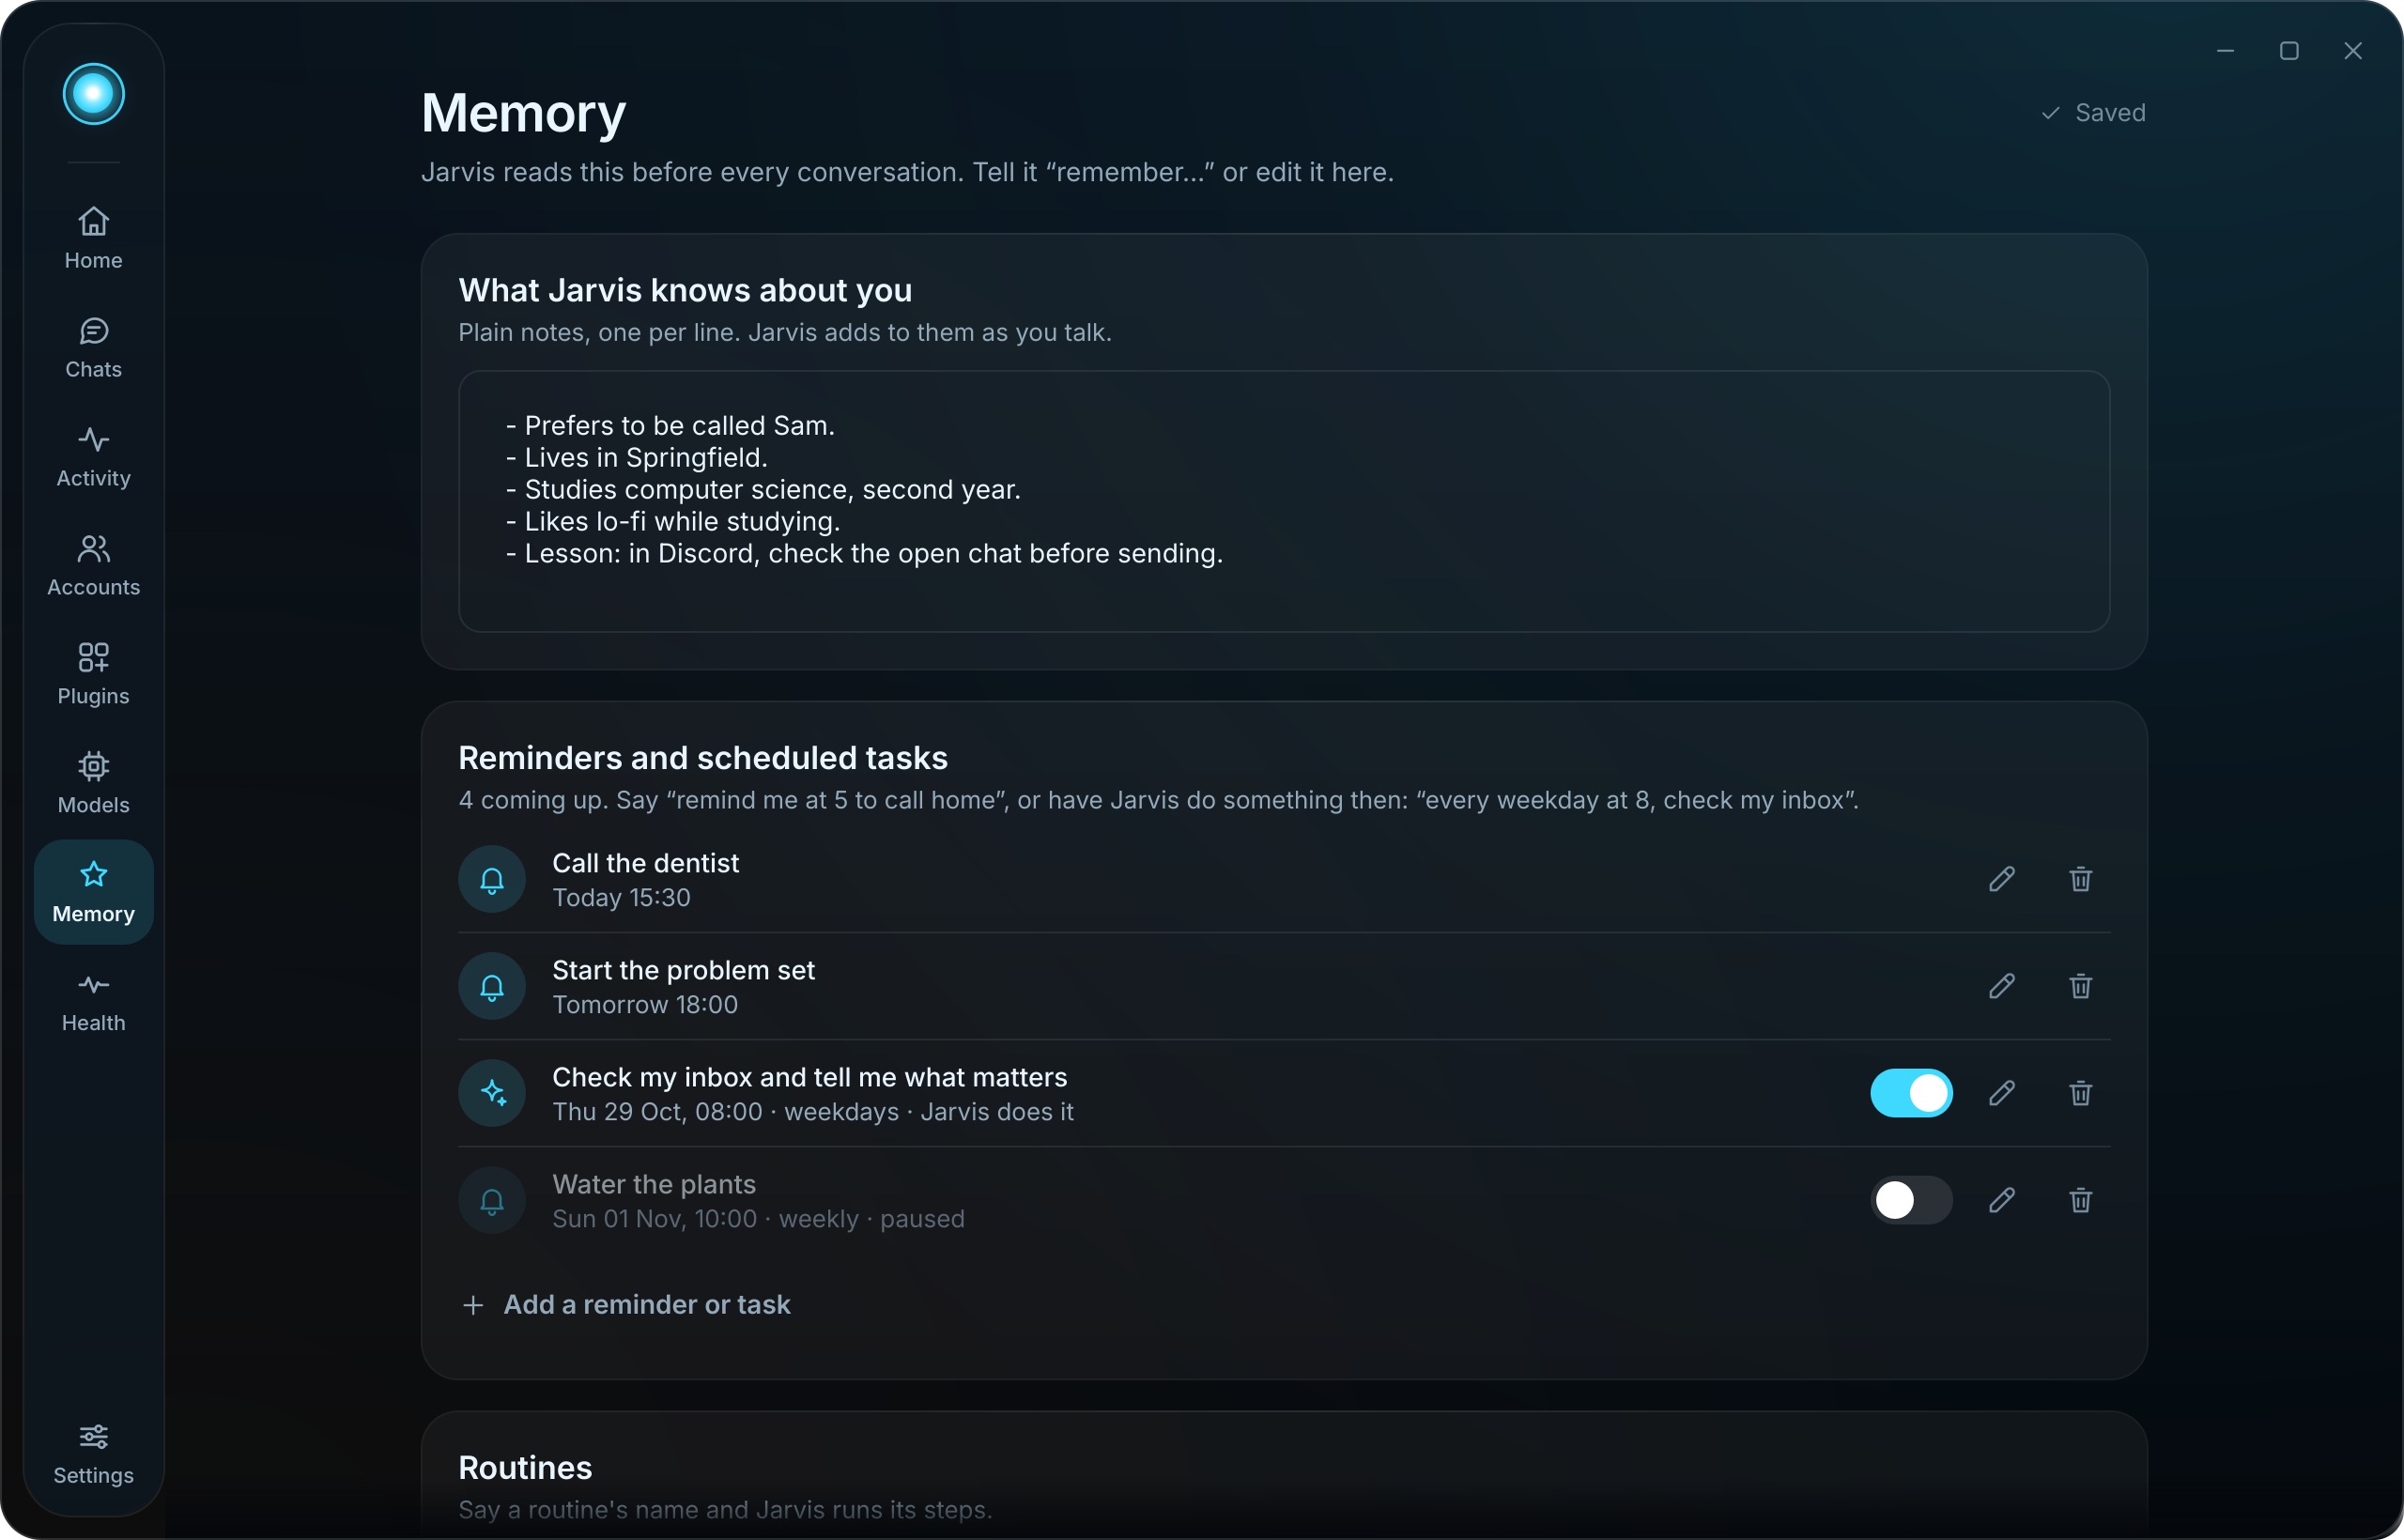 Memory
Saved
Jarvis reads this before every conversation. Tell it “remember…” or edit it here.
Home
Chats
Activity
Accounts
Plugins
Models
Memory
Health
Settings
What Jarvis knows about you
Plain notes, one per line. Jarvis adds to them as you talk.
- Prefers to be called Sam.
- Lives in Springfield.
- Studies computer science, second year.
- Likes lo-fi while studying.
- Lesson: in Discord, check the open chat before sending.
Reminders and scheduled tasks
4 coming up. Say “remind me at 5 to call home”, or have Jarvis do something then: “every weekday at 8, check my inbox”.
Call the dentist
Today 15:30
Start the problem set
Tomorrow 18:00
Check my inbox and tell me what matters
Thu 29 Oct, 08:00 · weekdays · Jarvis does it
Water the plants
Sun 01 Nov, 10:00 · weekly · paused
Add a reminder or task
Routines
Say a routine's name and Jarvis runs its steps.